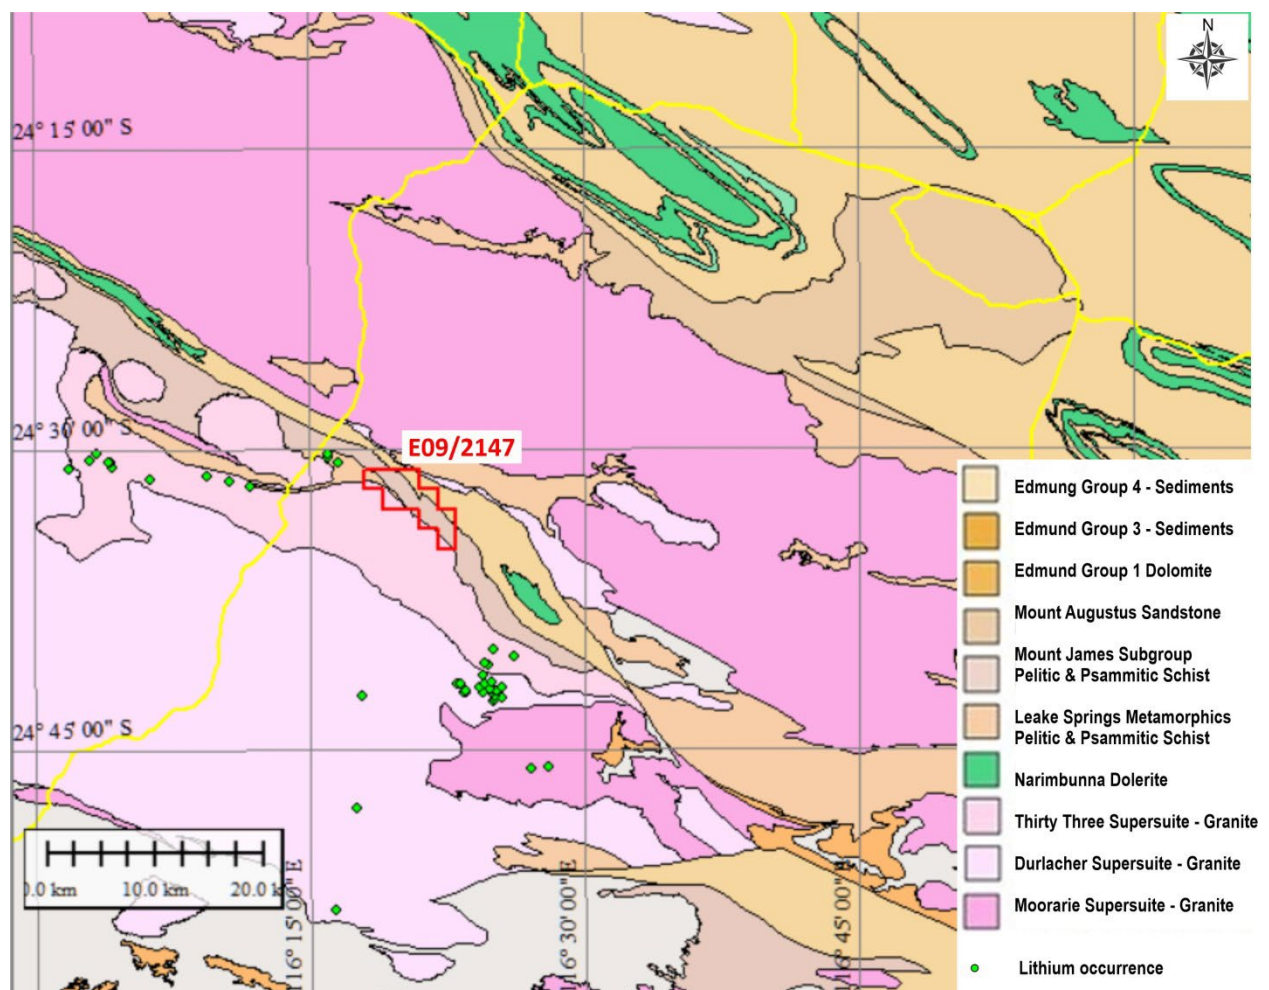 N
24° 15' 00" S
24° 30' 00" S
E09/2147
24° 45' 00" S
116° 15' 00" E
116° 30' 00" E
116° 45' 00" E
0.0 km 10.0 km 20.0 k
Edmung Group 4 - Sediments
Edmund Group 3 - Sediments
Edmund Group 1 Dolomite
Mount Augustus Sandstone
Mount James Subgroup
Pelitic & Psammitic Schist
Leake Springs Metamorphics
Pelitic & Psammitic Schist
Narimbunna Dolerite
Thirty Three Supersuite - Granite
Durlacher Supersuite - Granite
Moorarie Supersuite - Granite
Lithium occurrence